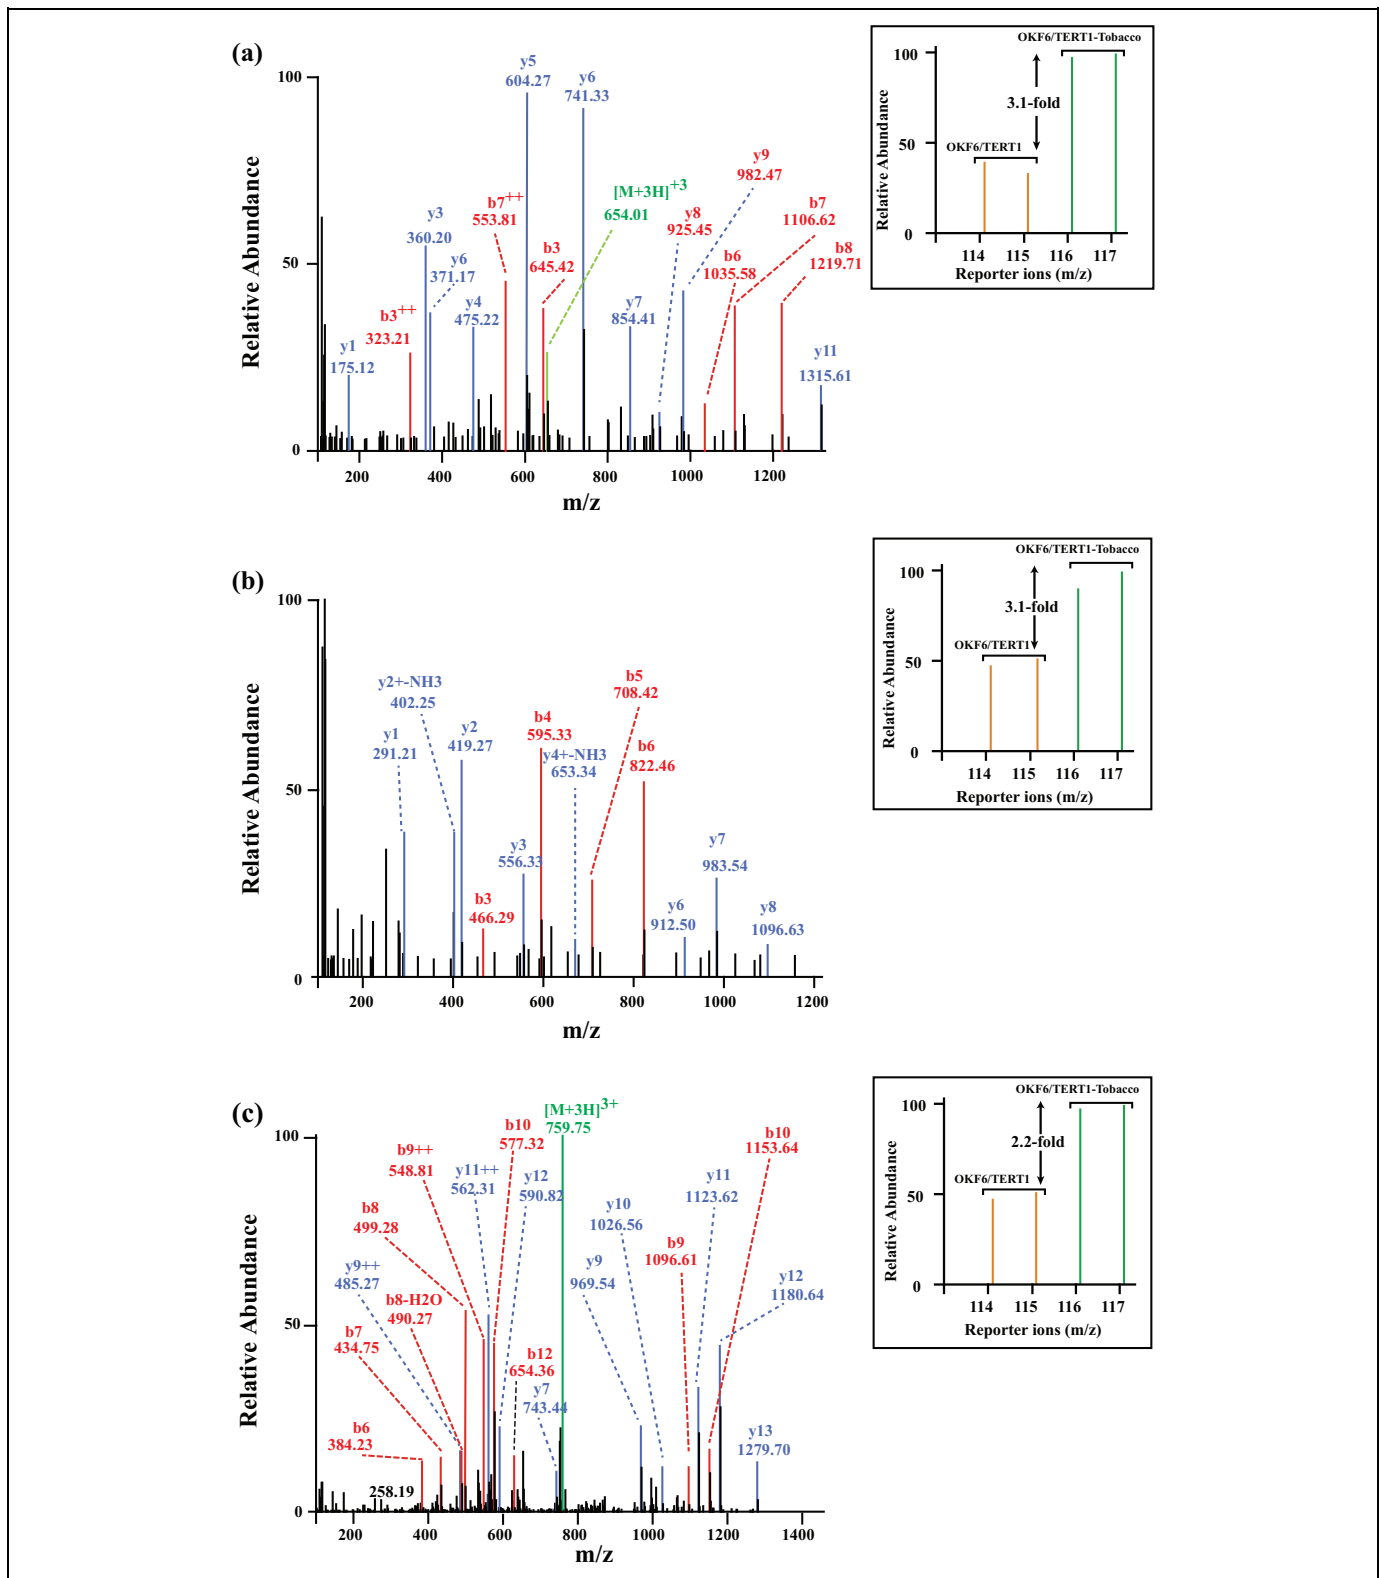 (a)
100
50
0
Relative Abundance
y1
175.12
b3++
323.21
y3
360.20
y6
371.17
y4
475.22
b7++
553.81
y5
604.27
b3
645.42
[M+3H]+3
654.01
y6
741.33
y7
854.41
y8
925.45
y9
982.47
b6
1035.58
b7
1106.62
b8
1219.71
y11
1315.61
200 400 600 800 1000 1200
m/z
OKF6/TERT1-Tobacco
100
50
0
Relative Abundance
3.1-fold
OKF6/TERT1
114 115 116 117
Reporter ions (m/z)
(b)
100
50
0
Relative Abundance
y1
291.21
y2+-NH3
402.25
y2
419.27
b3
466.29
y3
556.33
b4
595.33
y4+-NH3
653.34
b5
708.42
b6
822.46
y6
912.50
y7
983.54
y8
1096.63
200 400 600 800 1000 1200
m/z
OKF6/TERT1-Tobacco
100
50
0
Relative Abundance
3.1-fold
OKF6/TERT1
114 115 116 117
Reporter ions (m/z)
(c)
100
50
0
Relative Abundance
258.19
b6
384.23
b7
434.75
y9++
485.27
b8-H2O
490.27
b8
499.28
b9++
548.81
y11++
562.31
b10
577.32
y12
590.82
b12
654.36
y7
743.44
[M+3H]3+
759.75
y9
969.54
y10
1026.56
b9
1096.61
y11
1123.62
b10
1153.64
y12
1180.64
y13
1279.70
200 400 600 800 1000 1200 1400
m/z
OKF6/TERT1-Tobacco
100
50
0
Relative Abundance
2.2-fold
OKF6/TERT1
114 115 116 117
Reporter ions (m/z)